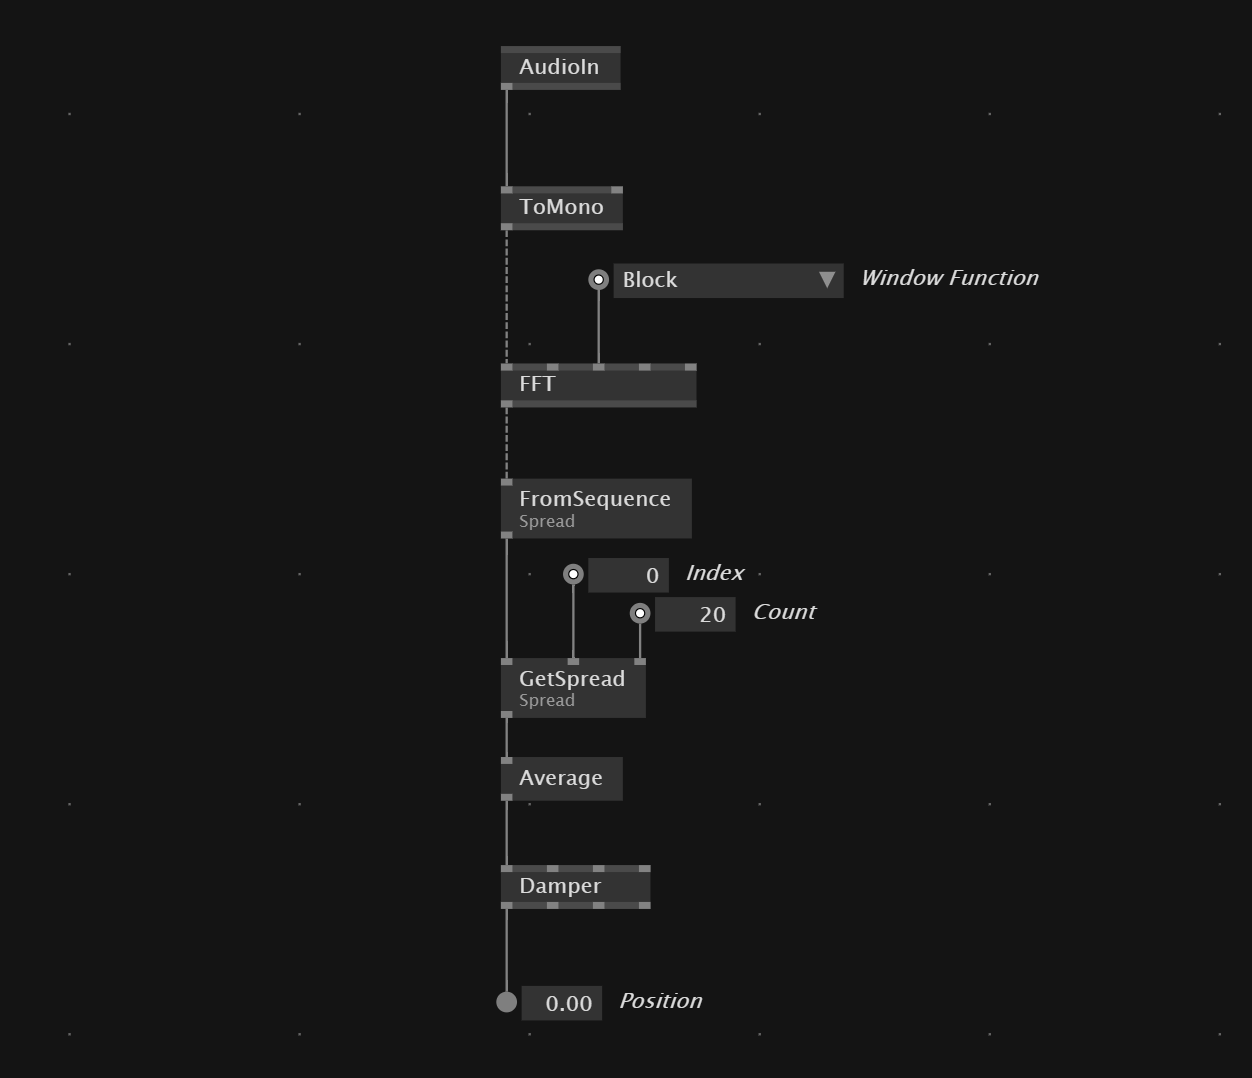 AudioIn
ToMono
Block
Window Function
FFT
FromSequence
Spread
0
Index
20
Count
GetSpread
Spread
Average
Damper
0.00
Position